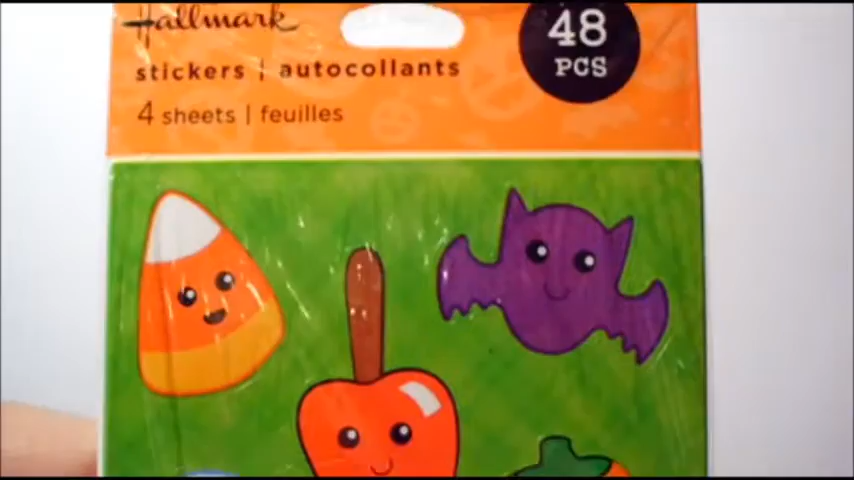 Hallmark
48
PCS
stickers | autocollants
4 sheets | feuilles